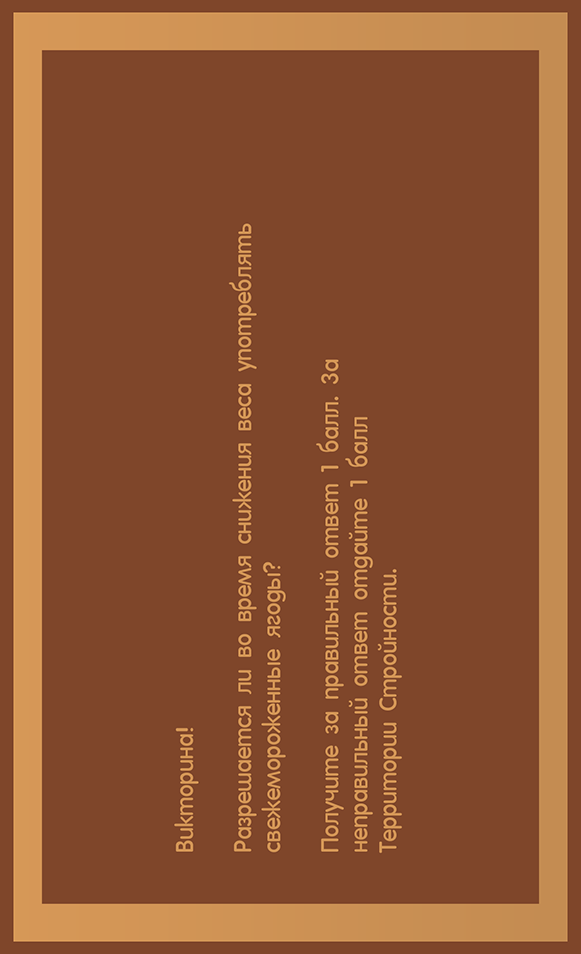 Викторина!
Разрешается ли во время снижения веса употреблять
свежемороженные ягоды?
Получите за правильный ответ 1 балл. За
неправильный ответ отдайте 1 балл
Территории Стройности.